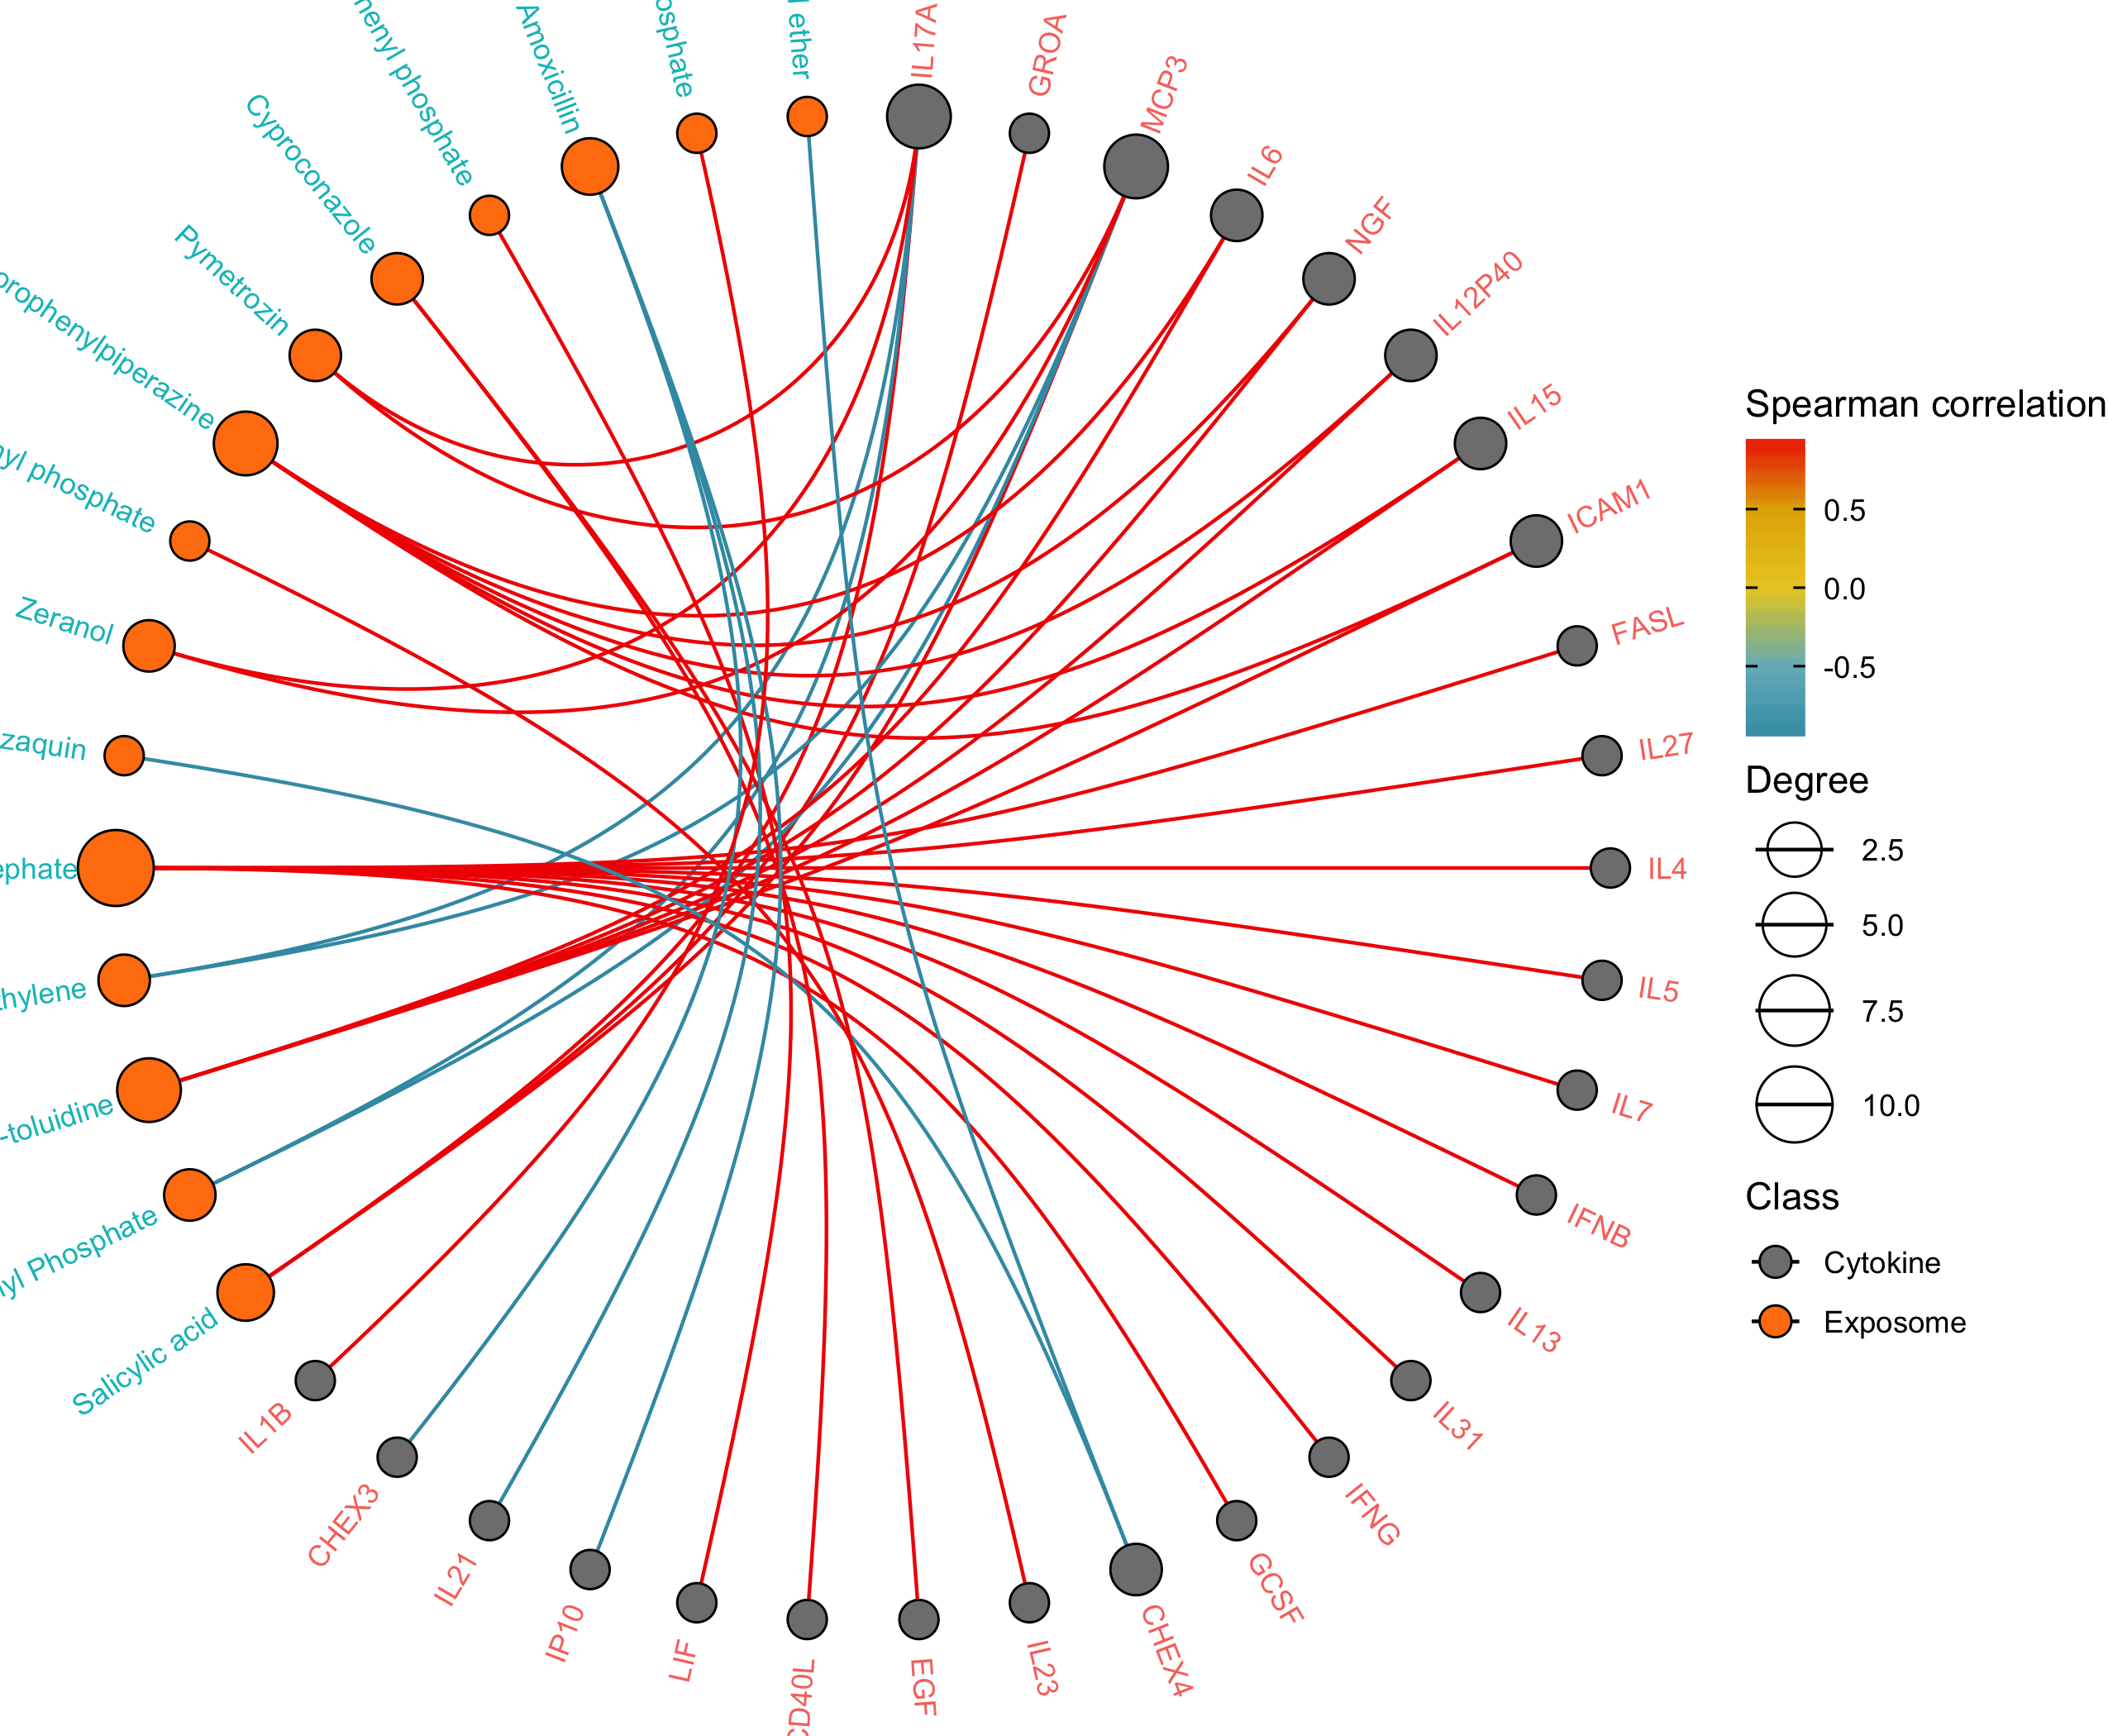 enyl phosphate
Amoxicillin
osphate
ether
IL17A
GROA
MCP3
IL6
NGF
IL12P40
IL15
ICAM1
FASL
IL27
IL4
IL5
IL7
IFNB
IL13
IL31
IFNG
GCSF
CHEX4
IL23
EGF
CD40L
LIF
IP10
IL21
CHEX3
IL1B
Salicylic acid
yl Phosphate
-toluidine
hylene
ephate
zaquin
Zeranol
yl phosphate
orophenylpiperazine
Pymetrozin
Cyproconazole
Spearman correlation
0.5
0.0
-0.5
Degree
2.5
5.0
7.5
10.0
Class
Cytokine
Exposome